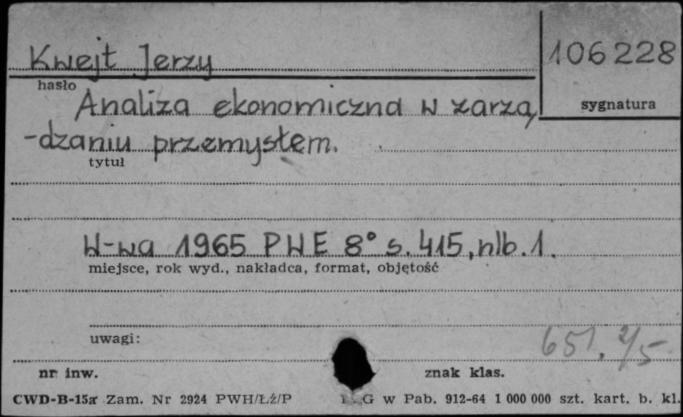 Kwejt Jerzy
106228
hasło
sygnatura
Analiza ekonomiczna w zarzą
-dzaniu przemysłem.
tytuł
W-wa 1965 PWE 8° s. 415, nlb. 1.
miejsce, rok wyd., nakładca, format, objętość
uwagi:
651. 2/5
nr inw.
znak klas.
CWD-B-15a Zam. Nr 2924 PWH/Łź/P
G w Pab. 912-64 1 000 000 szt. kart. b. kl.